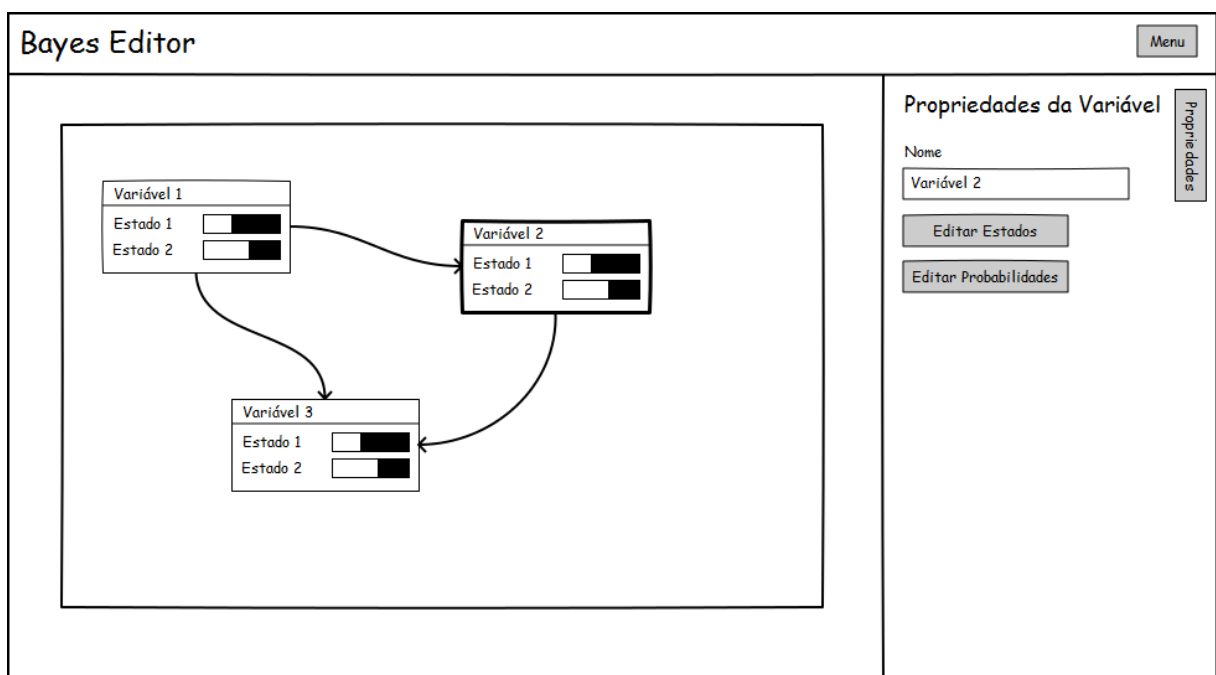 Bayes Editor
Menu
Variável 1
Estado 1
Estado 2
Variável 2
Estado 1
Estado 2
Variável 3
Estado 1
Estado 2
Propriedades da Variável
Propriedades
Nome
Variável 2
Editar Estados
Editar Probabilidades